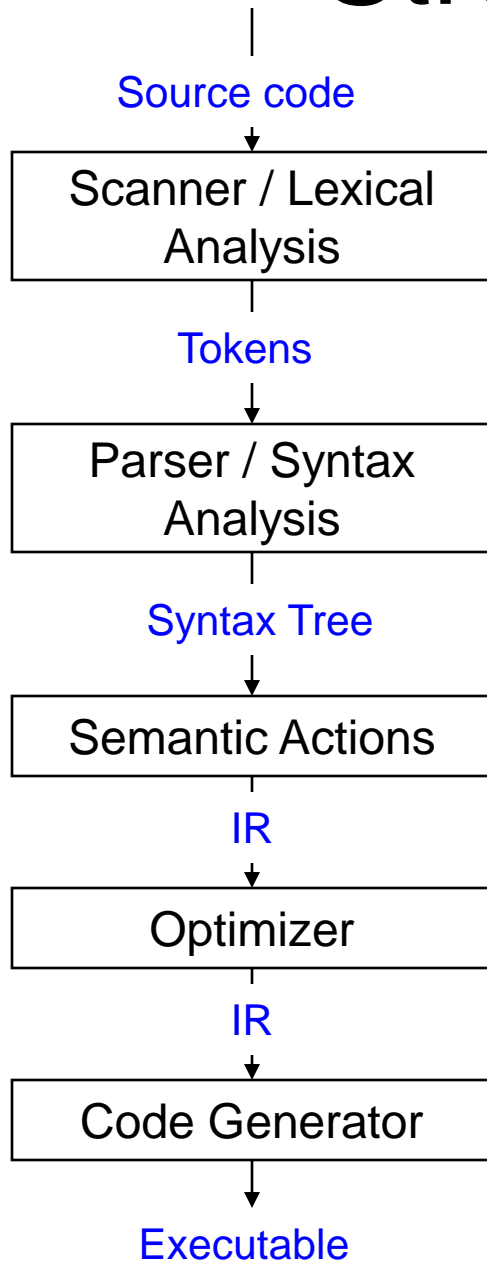 Source code
Scanner / Lexical
Analysis
Tokens
Parser / Syntax
Analysis
Syntax Tree
Semantic Actions
IR
Optimizer
IR
Code Generator
Executable